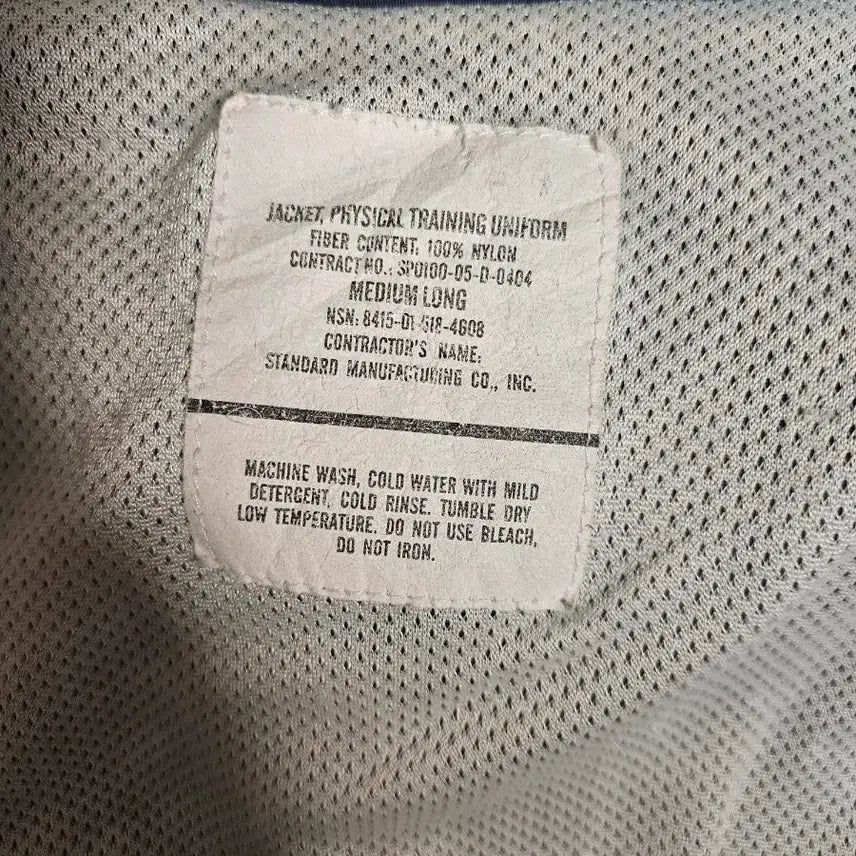 JACKET, PHYSICAL TRAINING UNIFORM
FIBER CONTENT: 100% NYLON
CONTRACT NO.: SP0100-05-D-0404
MEDIUM LONG
NSN: 8415-01-518-4608
CONTRACTOR'S NAME:
STANDARD MANUFACTURING CO., INC.
MACHINE WASH, COLD WATER WITH MILD
DETERGENT, COLD RINSE. TUMBLE DRY
LOW TEMPERATURE. DO NOT USE BLEACH,
DO NOT IRON.